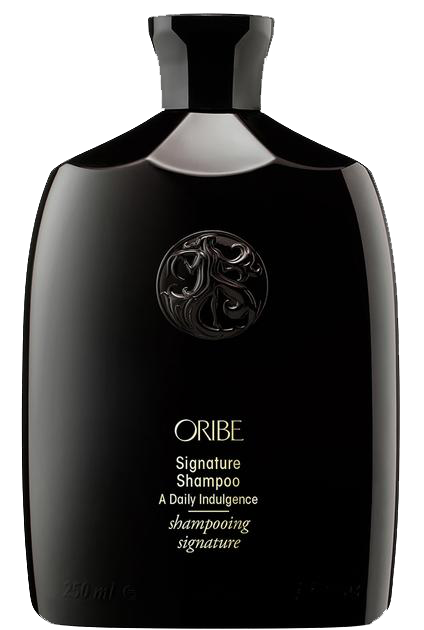 ORIBE
Signature
Shampoo
A Daily Indulgence
shampooing
signature
250 ml e